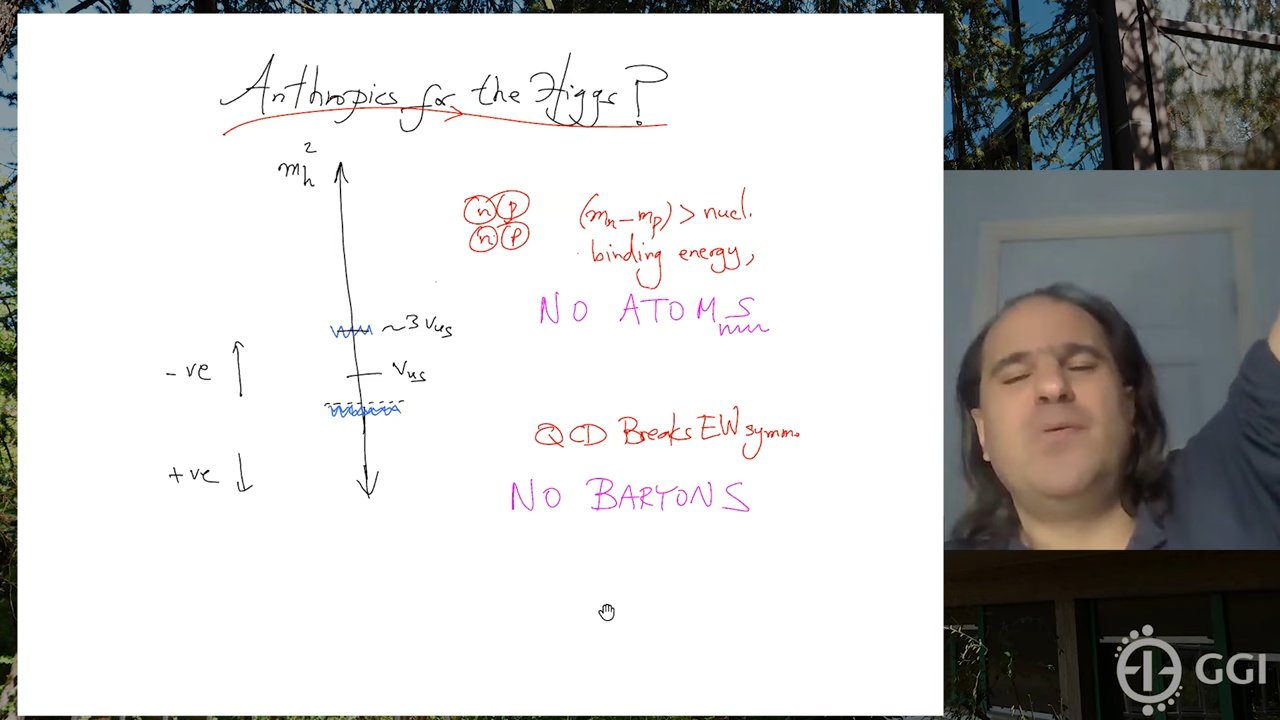 Anthropics for the Higgs?
m_h^2
n p
n p
(m_n - m_p) > nucl.
binding energy,
NO ATOMS
~3 v_us
-ve
v_us
QCD Breaks EW symm.
+ve
NO BARYONS
GGI